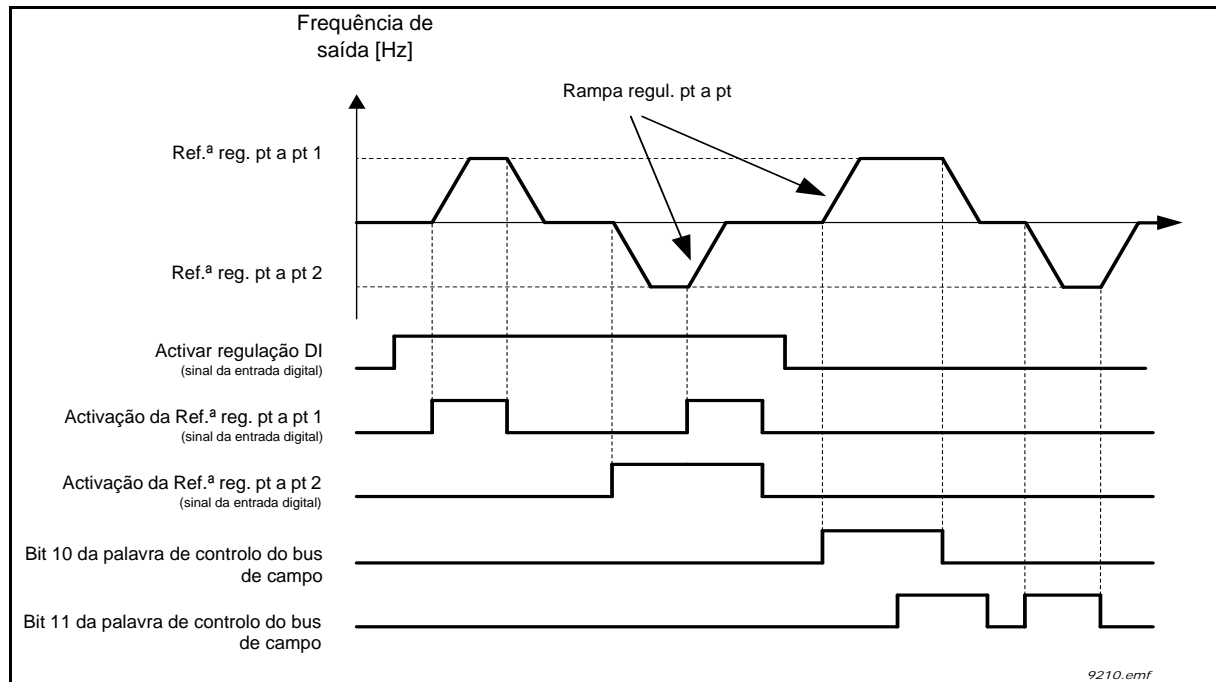 Frequência de
saída [Hz]
Rampa regul. pt a pt
Ref.ª reg. pt a pt 1
Ref.ª reg. pt a pt 2
Activar regulação DI
(sinal da entrada digital)
Activação da Ref.ª reg. pt a pt 1
(sinal da entrada digital)
Activação da Ref.ª reg. pt a pt 2
(sinal da entrada digital)
Bit 10 da palavra de controlo do bus
de campo
Bit 11 da palavra de controlo do bus
de campo
9210.emf